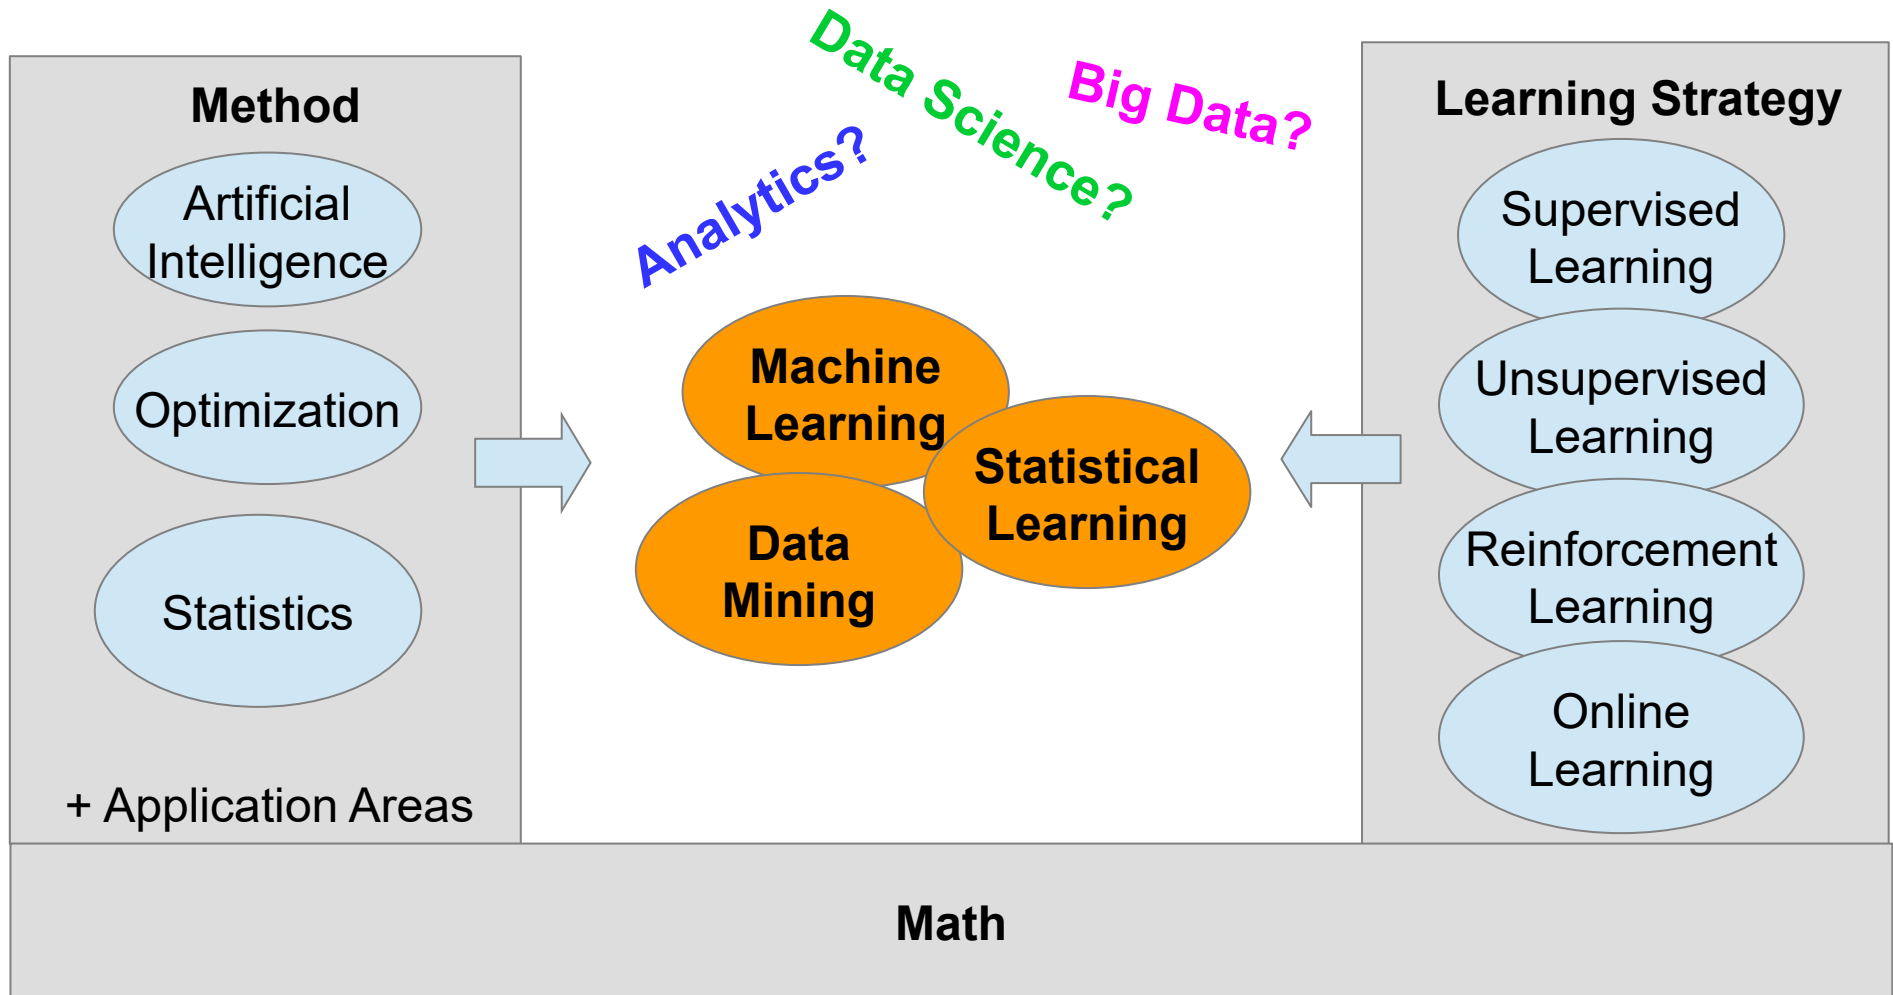 Method
Artificial
Intelligence
Optimization
Statistics
+ Application Areas
Analytics?
Data Science?
Big Data?
Machine
Learning
Statistical
Learning
Data
Mining
Learning Strategy
Supervised
Learning
Unsupervised
Learning
Reinforcement
Learning
Online
Learning
Math